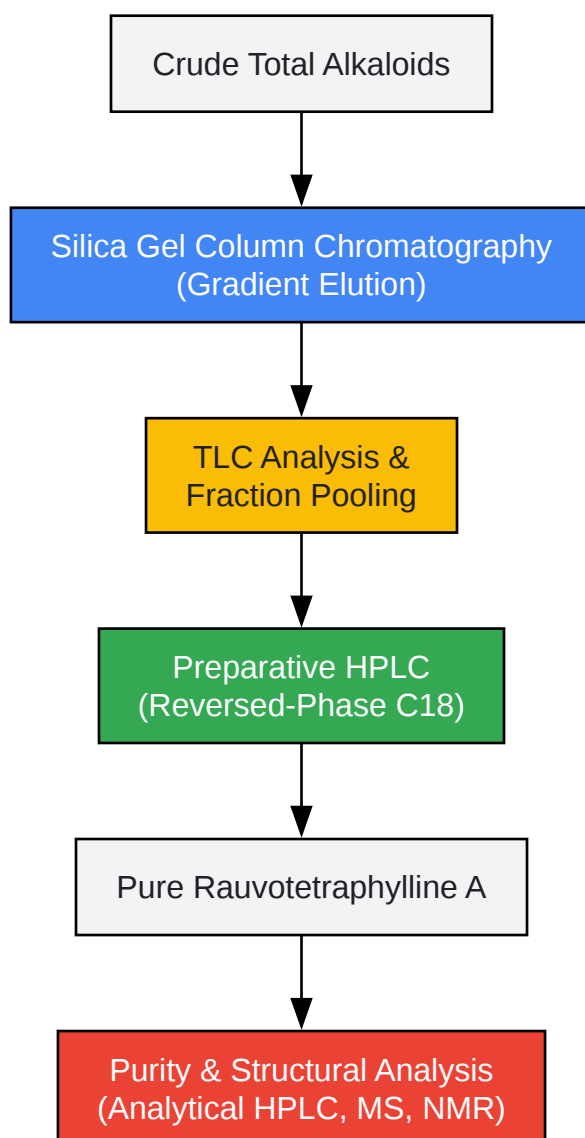 Crude Total Alkaloids
Silica Gel Column Chromatography
(Gradient Elution)
TLC Analysis &
Fraction Pooling
Preparative HPLC
(Reversed-Phase C18)
Pure Rauvotetraphylline A
Purity & Structural Analysis
(Analytical HPLC, MS, NMR)